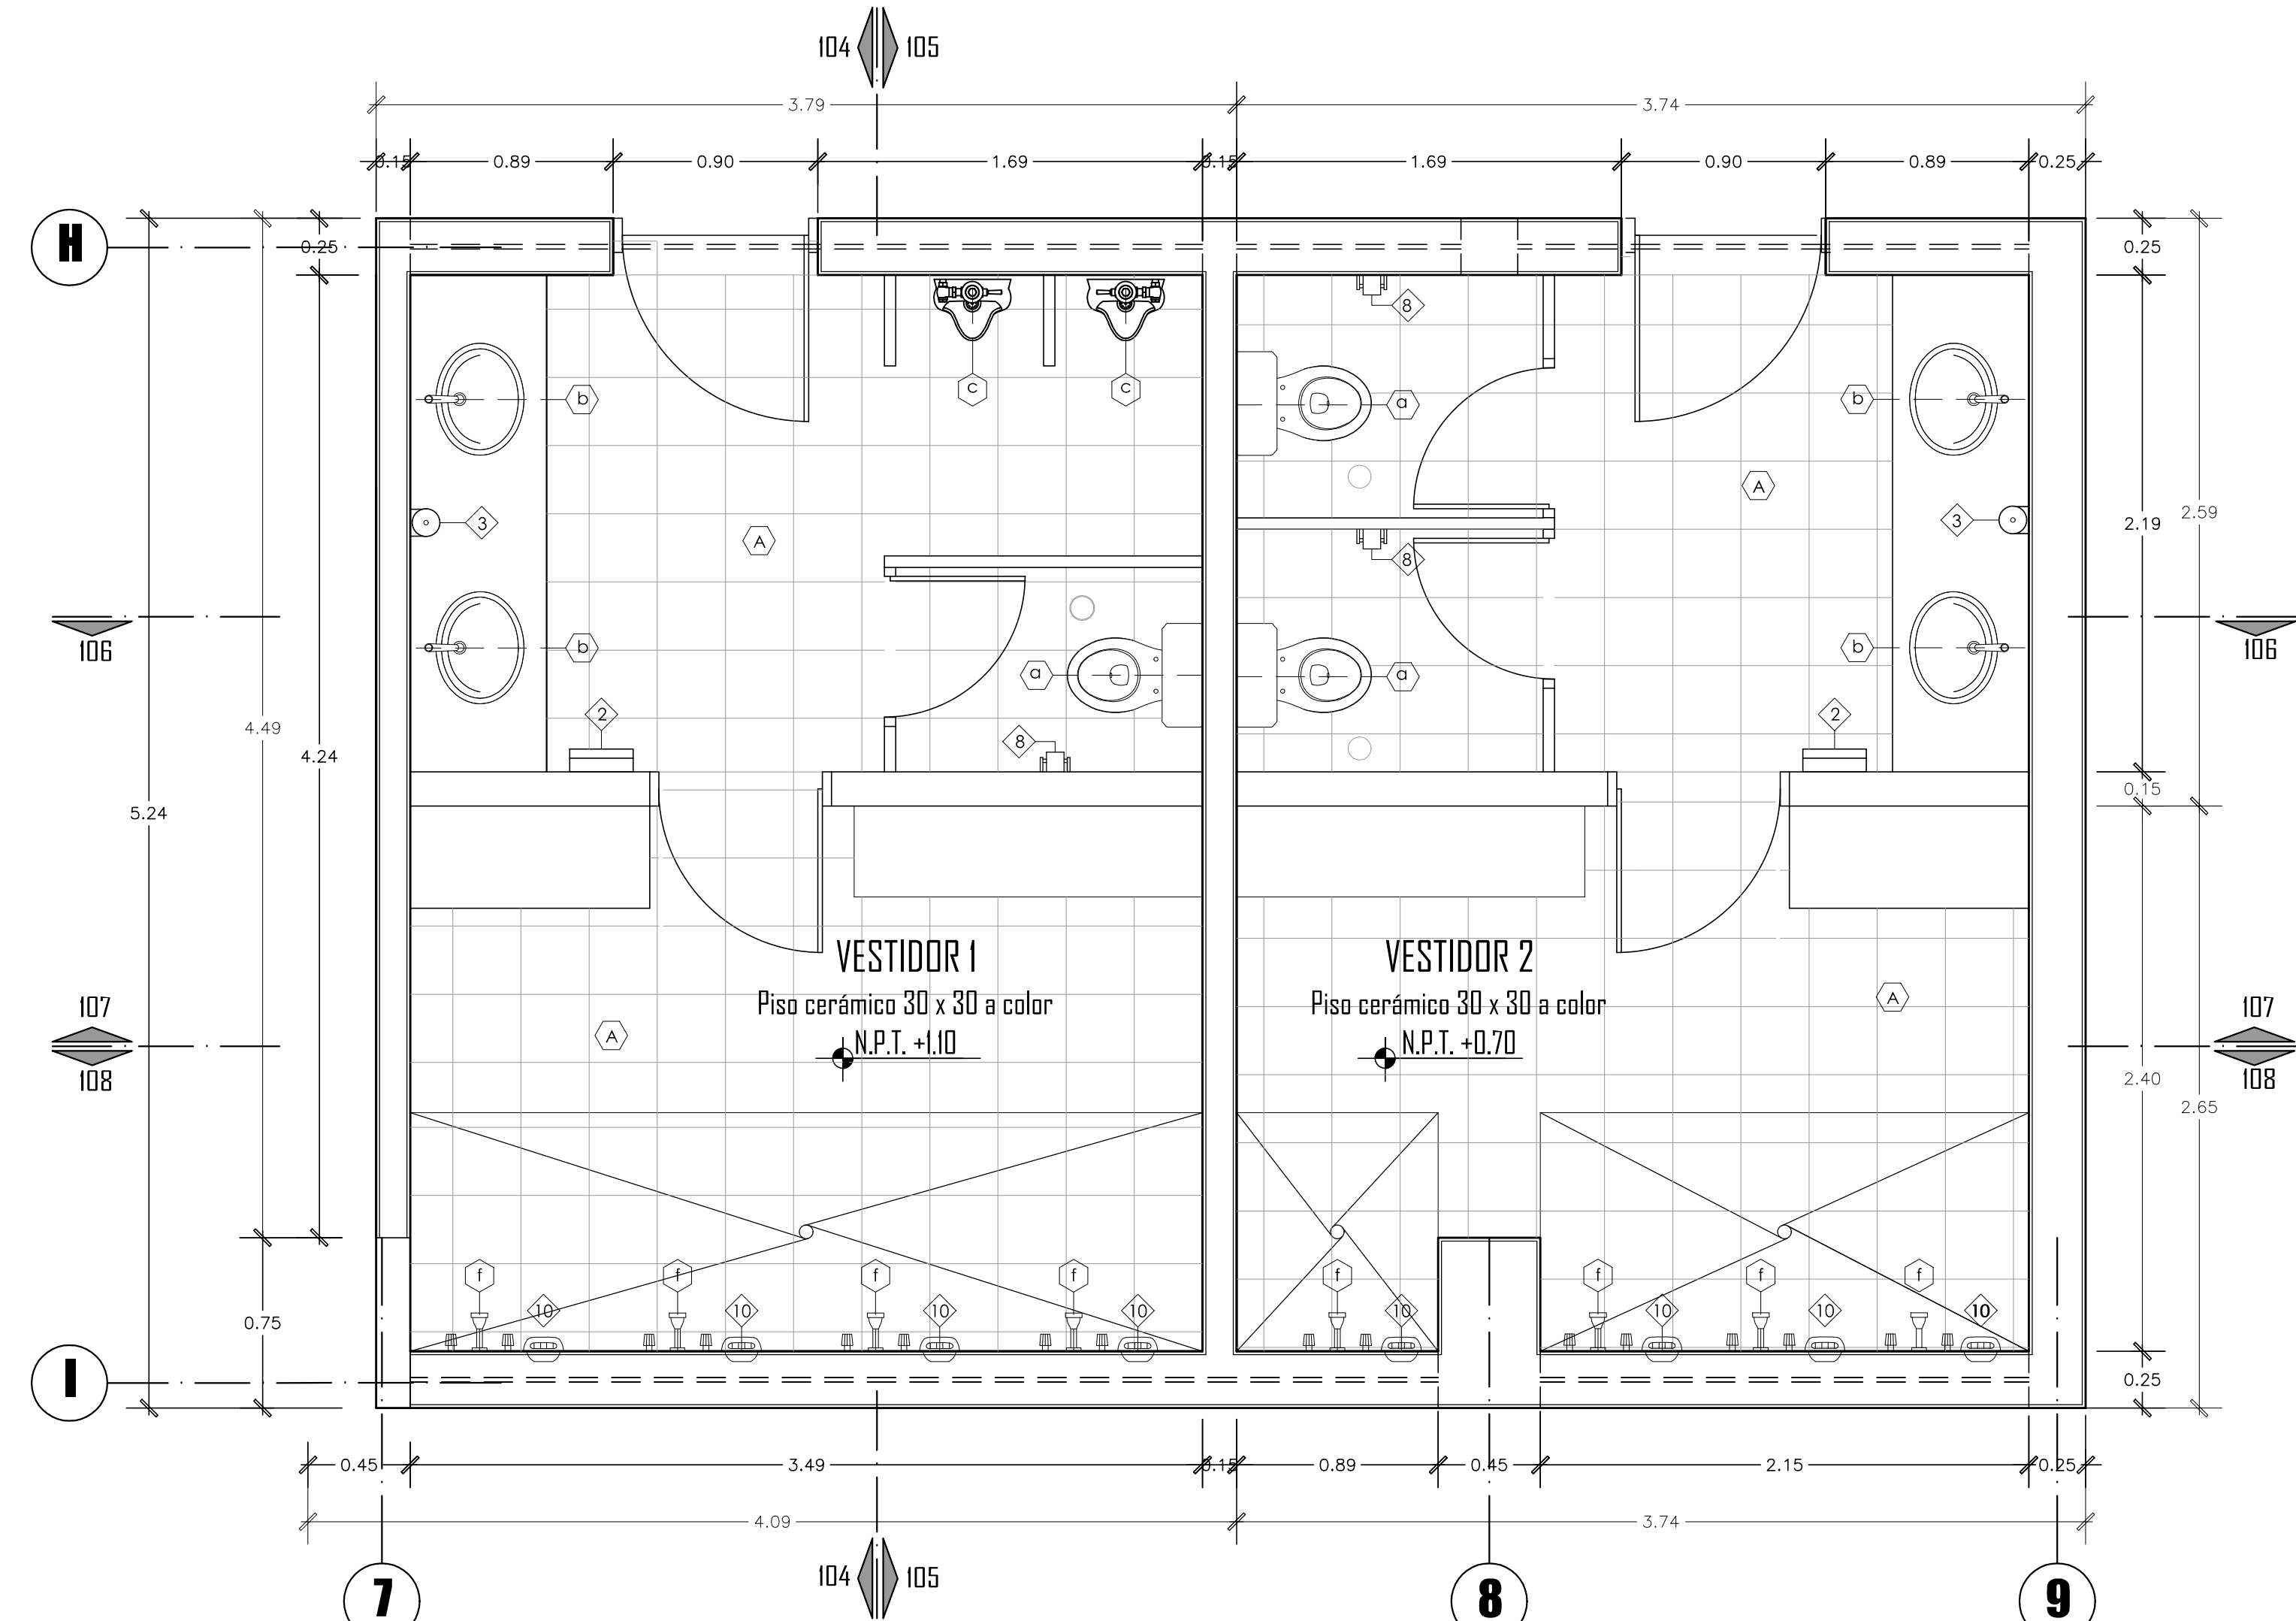 104 105
3.79 3.74
0.15 0.89 0.90 1.69 0.15 1.69 0.90 0.89 0.25
H
0.25 0.25
8
c c
b a b
A
3 3
2.19 2.59
A
8
106 106
b a a b
2 2
4.49
8
4.24
0.15
5.24
VESTIDOR 1 VESTIDOR 2
Piso cerámico 30 x 30 a color Piso cerámico 30 x 30 a color
N.P.T. +1.10 N.P.T. +0.70
A A
107 107
108 108
2.40
2.65
f f f f f f f f
10 10 10 10 10 10 10 10
0.75
I
0.25
0.45 3.49 0.15 0.89 0.45 2.15 0.25
4.09 3.74
104 105
7 8 9